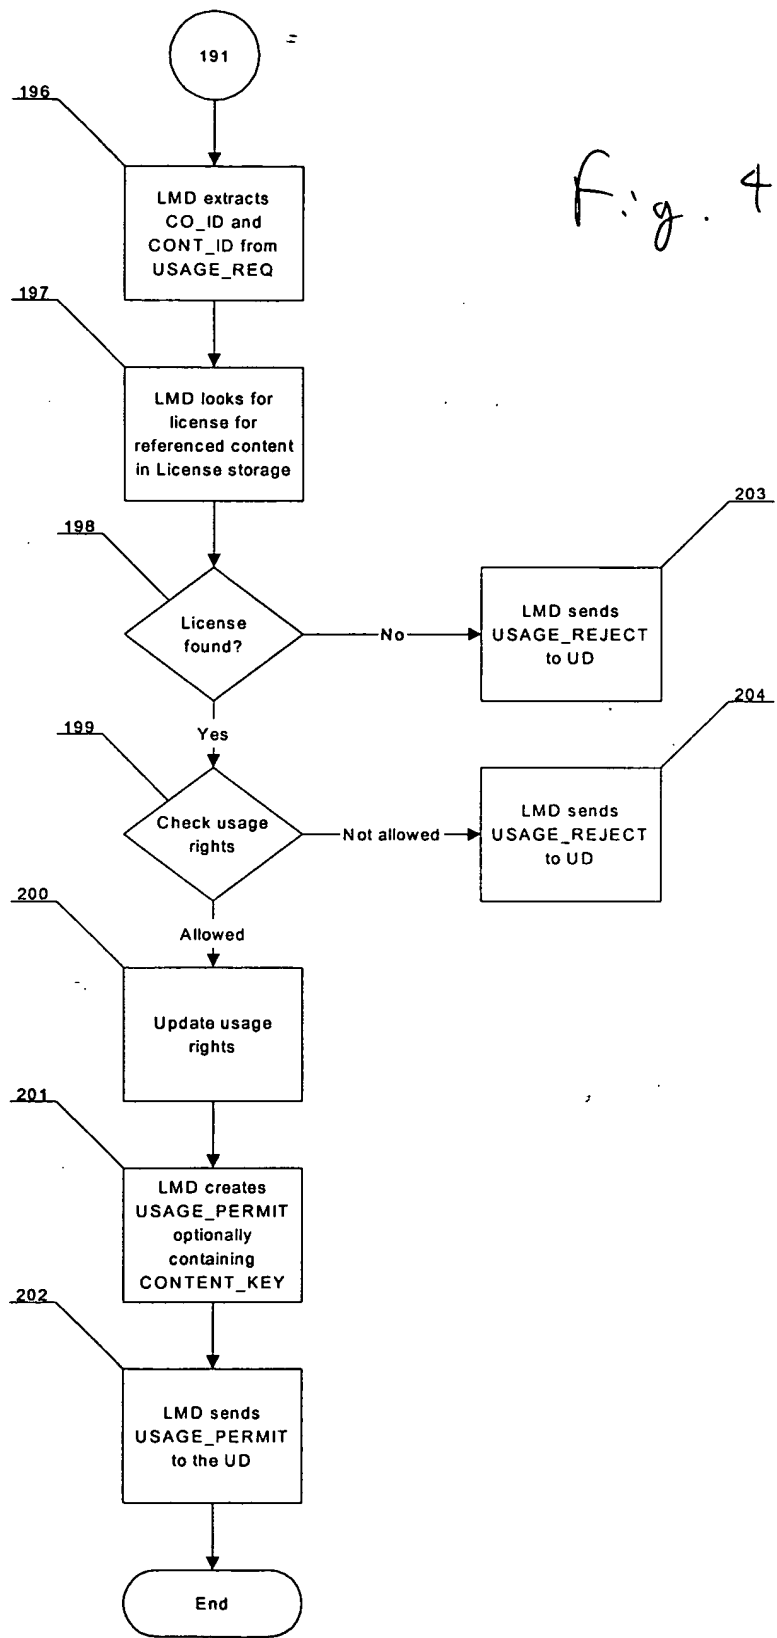 191
Fig. 4
196
LMD extracts
CO_ID and
CONT_ID from
USAGE_REQ
197
LMD looks for
license for
referenced content
in License storage
198
License
found?
No
203
LMD sends
USAGE_REJECT
to UD
Yes
199
Check usage
rights
Not allowed
204
LMD sends
USAGE_REJECT
to UD
Allowed
200
Update usage
rights
201
LMD creates
USAGE_PERMIT
optionally
containing
CONTENT_KEY
202
LMD sends
USAGE_PERMIT
to the UD
End